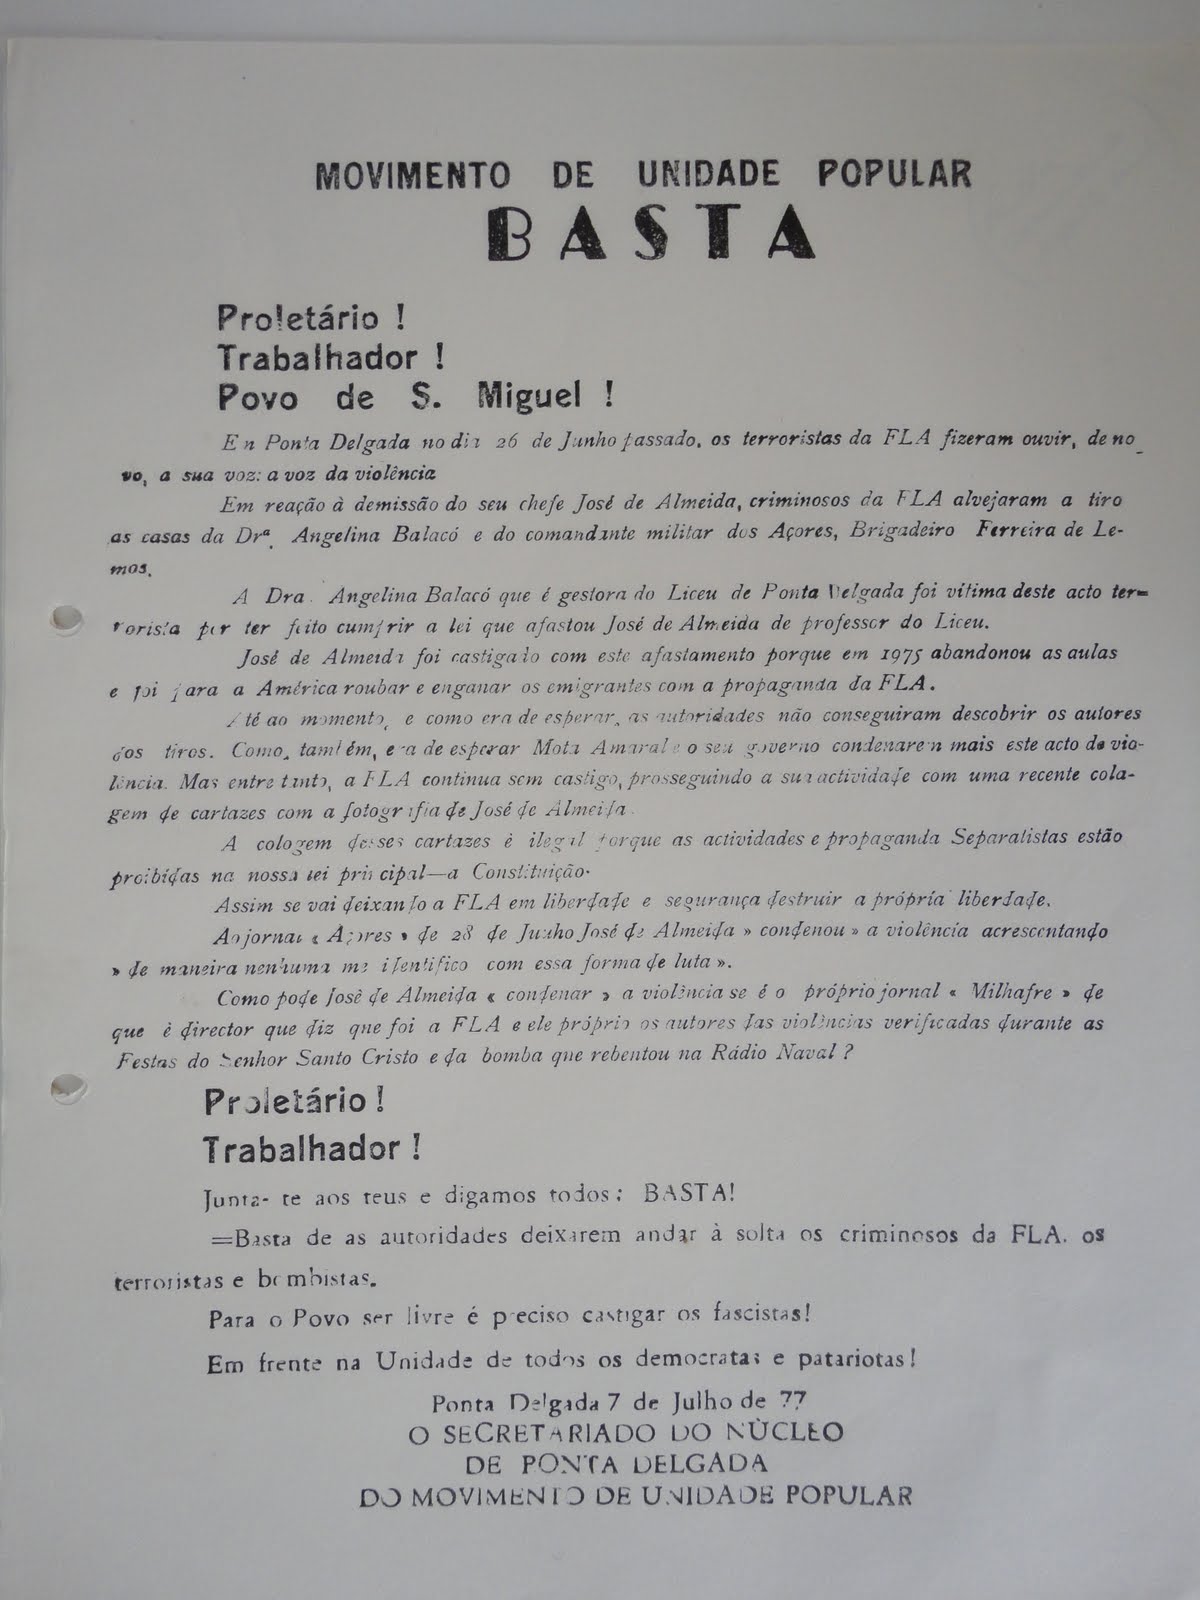 MOVIMENTO DE UNIDADE POPULAR
BASTA
Proletário !
Trabalhador !
Povo de S. Miguel !
En Ponta Delgada no dia 26 de Junho passado, os terroristas da FLA fizeram ouvir, de no_
vo, a sua voz: a voz da violência
Em reação à demissão do seu chefe José de Almeida, criminosos da FLA alvejaram a tiro
as casas da Drª. Angelina Balacó e do comandante militar dos Açores, Brigadeiro Ferreira de Le-
mos.
A Dra. Angelina Balacó que é gestora do Liceu de Ponta Delgada foi vítima deste acto ter=
rorista por ter feito cumprir a lei que afastou José de Almeida de professor do Liceu.
José de Almeida foi castigado com este afastamento porque em 1975 abandonou as aulas
e foi para a América roubar e enganar os emigrantes com a propaganda da FLA.
Até ao momento, e como era de esperar, as autoridades não conseguiram descobrir os autores
dos tiros. Como, também, era de esperar Mota Amaral e o seu governo condenaren mais este acto de vio-
lência. Mas entretanto, a FLA continua sem castigo, prosseguindo a sua actividade com uma recente cola-
gem de cartazes com a fotografia de José de Almeida.
A cologem desses cartazes é ilegal porque as actividades e propaganda Separatistas estão
proibidas na nossa lei principal—a Constituição.
Assim se vai deixando a FLA em liberdade e segurança destruir a própria liberdade.
Ao jornal « Açores » de 28 de Junho José de Almeida » condenou » a violência acrescentando
» de maneira nenhuma me identifico com essa forma de luta ».
Como pode José de Almeida « condenar » a violência se é o próprio jornal « Milhafre » de
que é director que diz que foi a FLA e ele próprio os autores das violências verificadas durante as
Festas do Senhor Santo Cristo e da bomba que rebentou na Rádio Naval ?
Proletário !
Trabalhador !
Junta- te aos teus e digamos todos: BASTA!
=Basta de as autoridades deixarem andar à solta os criminosos da FLA. os
terroristas e bombistas.
Para o Povo ser livre é preciso castigar os fascistas!
Em frente na Unidade de todos os democratas e patariotas!
Ponta Delgada 7 de Julho de 77
O SECRETARIADO DO NÚCLEO
DE PONTA DELGADA
DO MOVIMENTO DE UNIDADE POPULAR